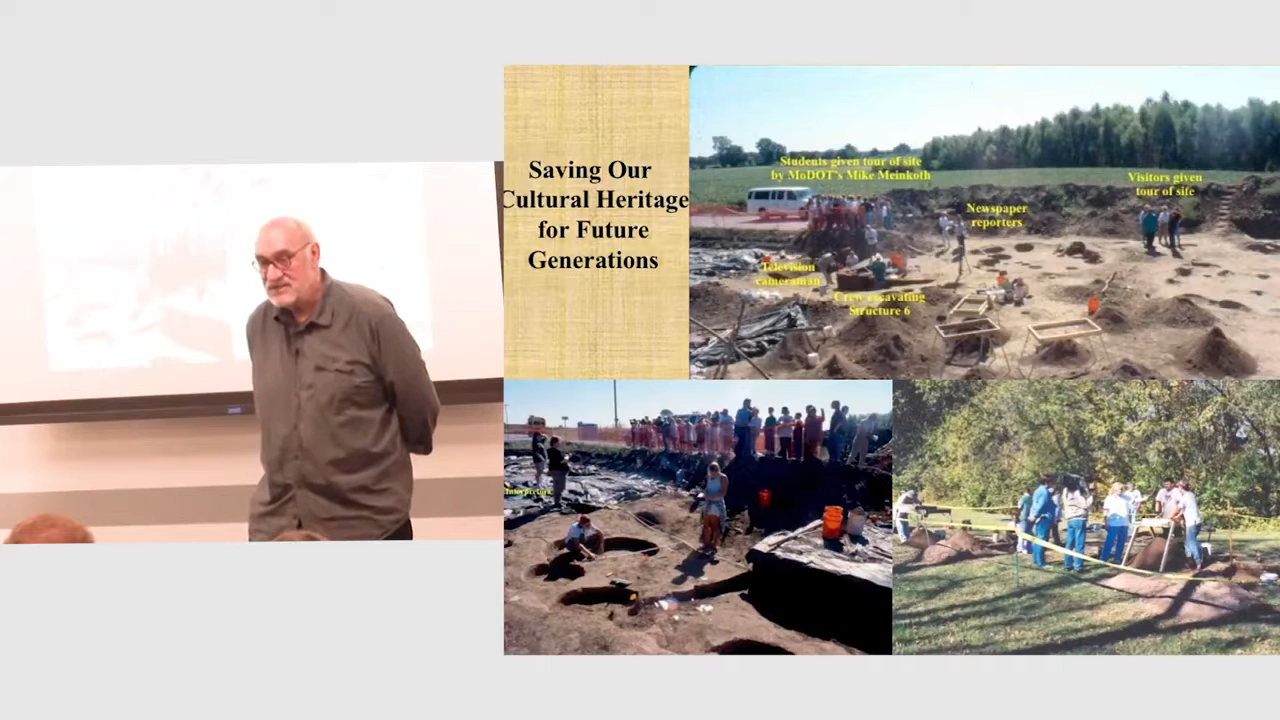 Saving Our
Cultural Heritage
for Future
Generations
Students given tour of site
by MoDOT's Mike Meinkoth
Visitors given
tour of site
Newspaper
reporters
Television
cameraman
Crew excavating
Structure 6
Interpretors